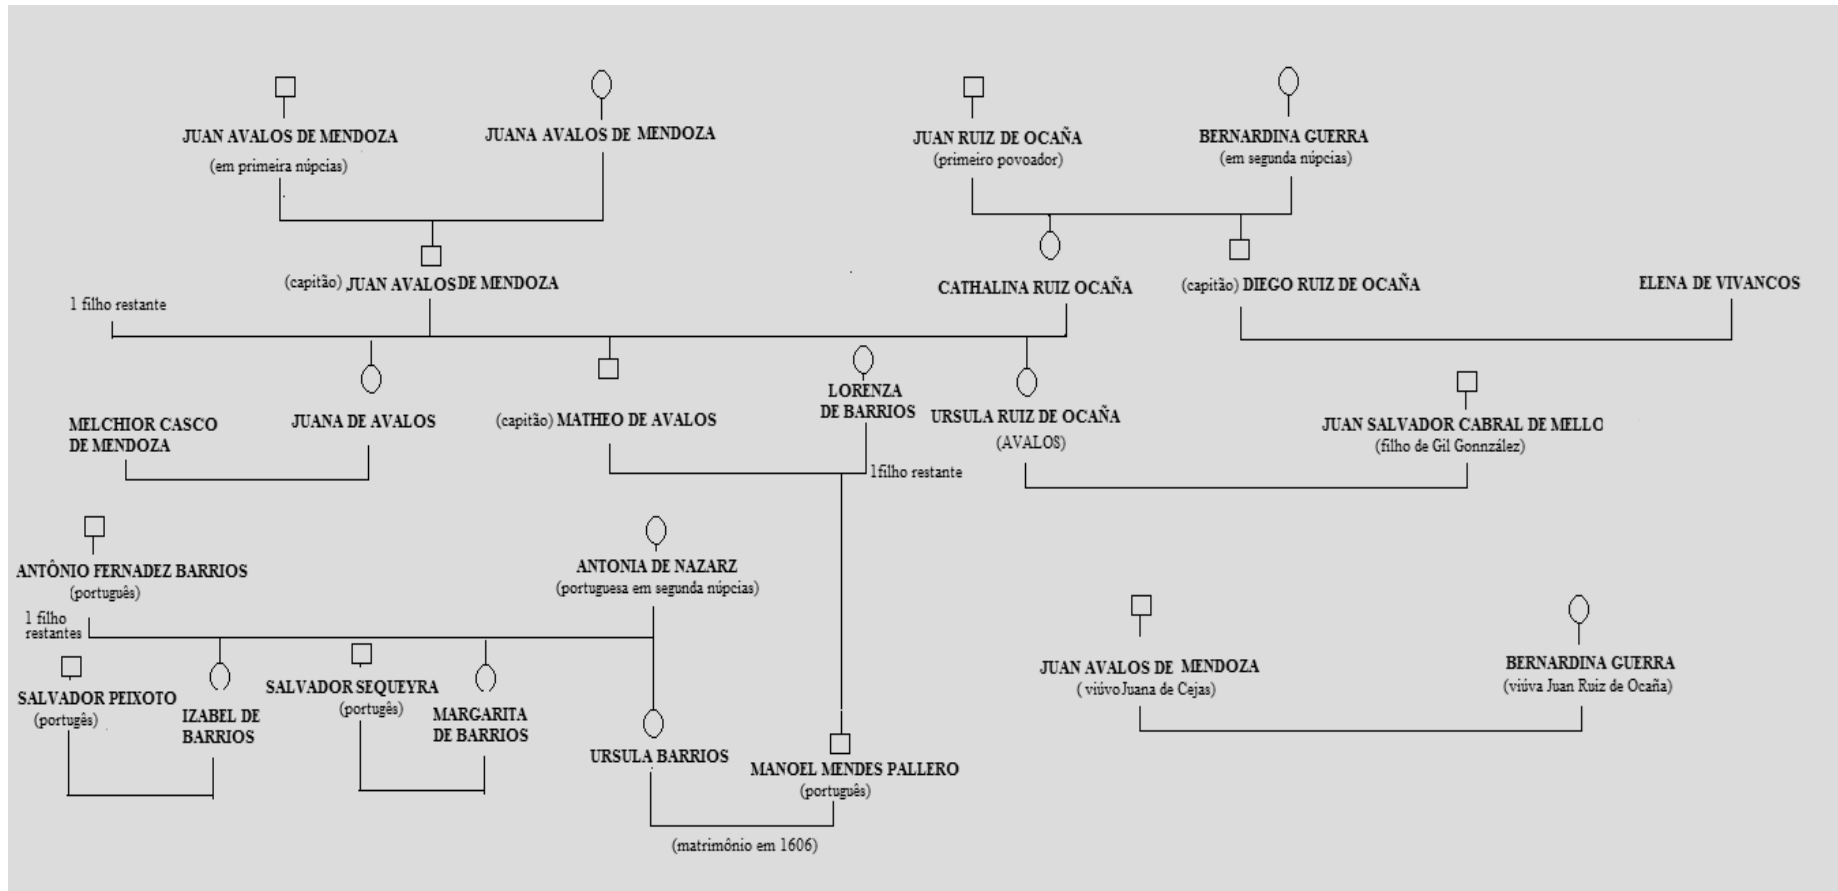 JUAN AVALOS DE MENDOZA
(em primeira núpcias)
JUANA AVALOS DE MENDOZA
JUAN RUIZ DE OCAÑA
(primeiro povoador)
BERNARDINA GUERRA
(em segunda núpcias)
(capitão) JUAN AVALOS DE MENDOZA
CATHALINA RUIZ OCAÑA
(capitão) DIEGO RUIZ DE OCAÑA
ELENA DE VIVANCOS
1 filho restante
MELCHIOR CASCO
DE MENDOZA
JUANA DE AVALOS
(capitão) MATHEO DE AVALOS
LORENZA
DE BARRIOS
URSULA RUIZ DE OCAÑA
(AVALOS)
JUAN SALVADOR CABRAL DE MELLO
(filho de Gil Gonnzález)
1filho restante
ANTÔNIO FERNADEZ BARRIOS
(português)
ANTONIA DE NAZARZ
(portuguesa em segunda núpcias)
1 filho
restantes
SALVADOR PEIXOTO
(portugês)
IZABEL DE
BARRIOS
SALVADOR SEQUEYRA
(portugês)
MARGARITA
DE BARRIOS
URSULA BARRIOS
MANOEL MENDES PALLERO
(português)
(matrimônio em 1606)
JUAN AVALOS DE MENDOZA
( viúvoJuana de Cejas)
BERNARDINA GUERRA
(viúva Juan Ruiz de Ocaña)